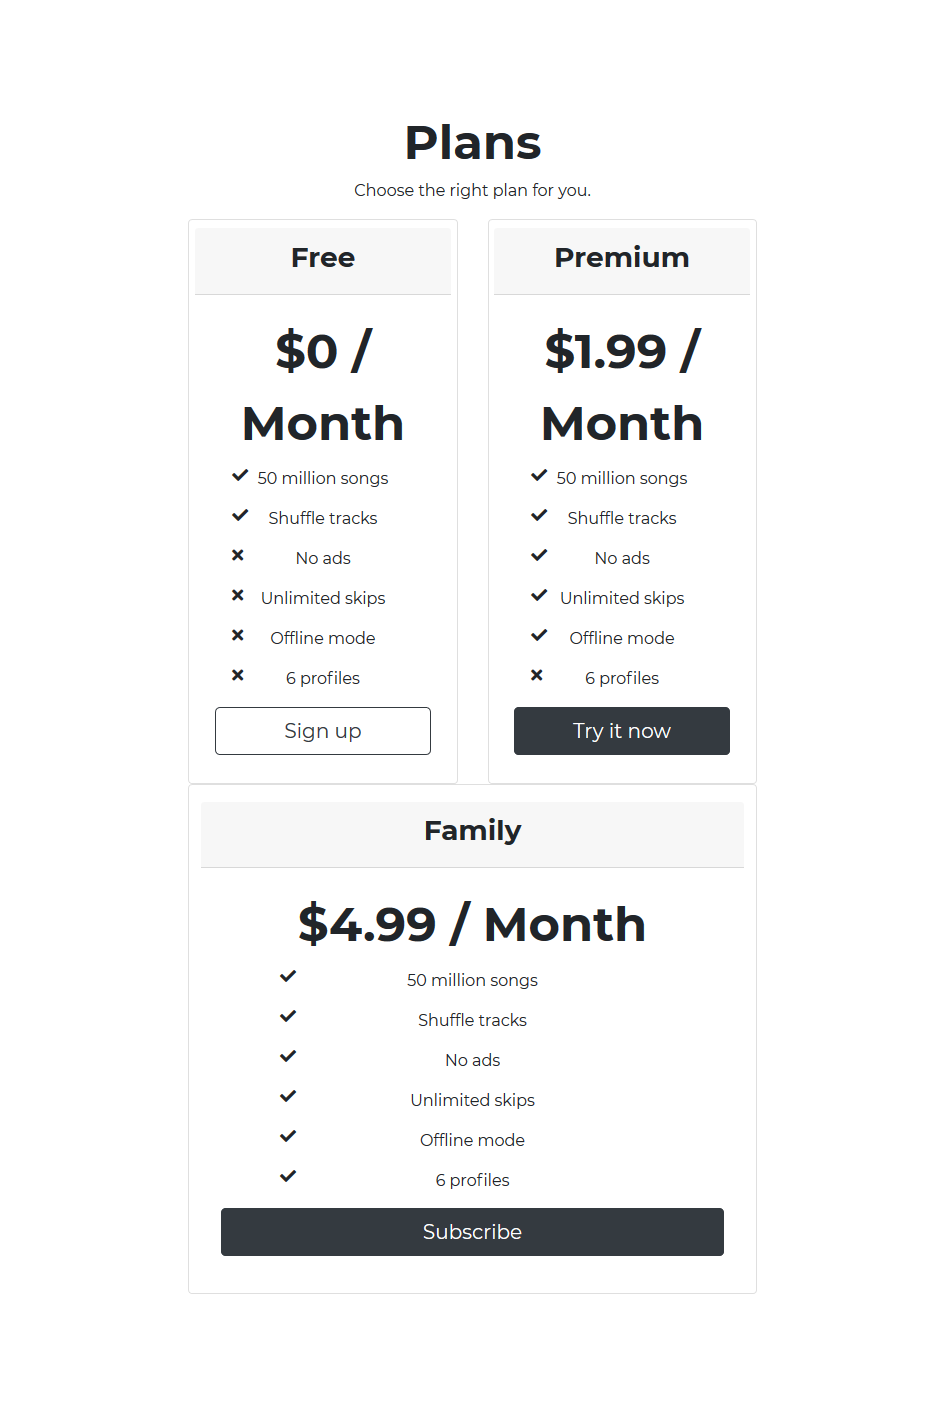 Plans
Choose the right plan for you.
Free
$0 /
Month
50 million songs
Shuffle tracks
No ads
Unlimited skips
Offline mode
6 profiles
Sign up
Premium
$1.99 /
Month
50 million songs
Shuffle tracks
No ads
Unlimited skips
Offline mode
6 profiles
Try it now
Family
$4.99 / Month
50 million songs
Shuffle tracks
No ads
Unlimited skips
Offline mode
6 profiles
Subscribe